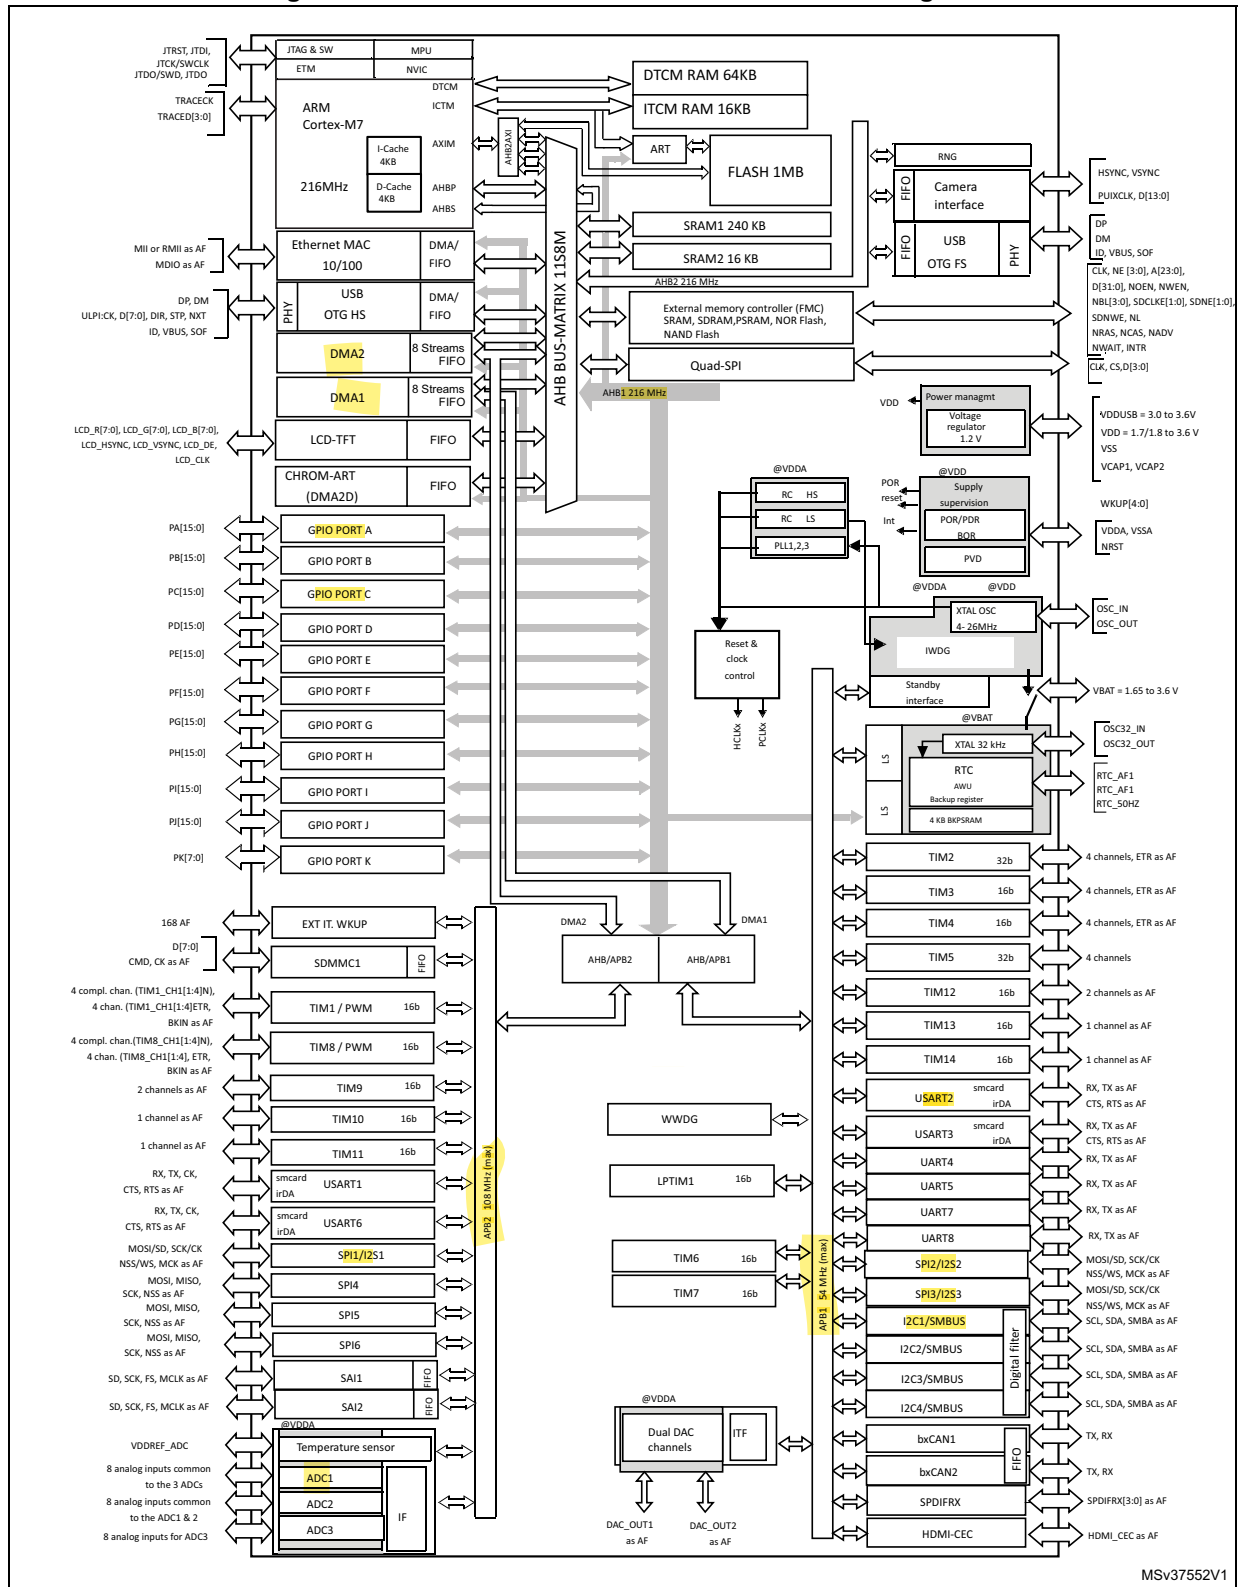 JTRST, JTDI,
JTCK/SWCLK
JTDO/SWD, JTDO
TRACECK
TRACED[3:0]
JTAG & SW
MPU
ETM
NVIC
DTCM
ICTM
ARM
Cortex-M7
AXIM
I-Cache
4KB
216MHz
D-Cache
4KB
AHBP
AHBS
AHB2AXI
DTCM RAM 64KB
ITCM RAM 16KB
ART
FLASH 1MB
SRAM1 240 KB
SRAM2 16 KB
AHB2 216 MHz
External memory controller (FMC)
SRAM, SDRAM,PSRAM, NOR Flash,
NAND Flash
Quad-SPI
AHB1 216 MHz
AHB BUS-MATRIX 11S8M
RNG
FIFO
Camera
interface
HSYNC, VSYNC
PUIXCLK, D[13:0]
FIFO
USB
OTG FS
PHY
DP
DM
ID, VBUS, SOF
CLK, NE [3:0], A[23:0],
D[31:0], NOEN, NWEN,
NBL[3:0], SDCLKE[1:0], SDNE[1:0],
SDNWE, NL
NRAS, NCAS, NADV
NWAIT, INTR
CLK, CS,D[3:0]
MII or RMII as AF
MDIO as AF
Ethernet MAC
10/100
DMA/
FIFO
DP, DM
ULPI:CK, D[7:0], DIR, STP, NXT
ID, VBUS, SOF
PHY
USB
OTG HS
DMA/
FIFO
DMA2
8 Streams
FIFO
DMA1
8 Streams
FIFO
LCD_R[7:0], LCD_G[7:0], LCD_B[7:0],
LCD_HSYNC, LCD_VSYNC, LCD_DE,
LCD_CLK
LCD-TFT
FIFO
CHROM-ART
(DMA2D)
FIFO
VDD
Power managmt
Voltage
regulator
1.2 V
VDDUSB = 3.0 to 3.6V
VDD = 1.7/1.8 to 3.6 V
VSS
VCAP1, VCAP2
@VDDA
RC HS
RC LS
PLL1,2,3
@VDD
POR
reset
Int
Supply
supervision
POR/PDR
BOR
PVD
WKUP[4:0]
VDDA, VSSA
NRST
@VDDA
@VDD
XTAL OSC
4- 26MHz
IWDG
OSC_IN
OSC_OUT
Reset &
clock
control
HCLKx
PCLKx
Standby
interface
VBAT = 1.65 to 3.6 V
@VBAT
LS
LS
XTAL 32 kHz
RTC
AWU
Backup register
4 KB BKPSRAM
OSC32_IN
OSC32_OUT
RTC_AF1
RTC_AF1
RTC_50HZ
PA[15:0]
GPIO PORT A
PB[15:0]
GPIO PORT B
PC[15:0]
GPIO PORT C
PD[15:0]
GPIO PORT D
PE[15:0]
GPIO PORT E
PF[15:0]
GPIO PORT F
PG[15:0]
GPIO PORT G
PH[15:0]
GPIO PORT H
PI[15:0]
GPIO PORT I
PJ[15:0]
GPIO PORT J
PK[7:0]
GPIO PORT K
DMA2
DMA1
AHB/APB2
AHB/APB1
168 AF
EXT IT. WKUP
D[7:0]
CMD, CK as AF
SDMMC1
FIFO
4 compl. chan. (TIM1_CH1[1:4]N),
4 chan. (TIM1_CH1[1:4]ETR,
BKIN as AF
TIM1 / PWM 16b
4 compl. chan.(TIM8_CH1[1:4]N),
4 chan. (TIM8_CH1[1:4], ETR,
BKIN as AF
TIM8 / PWM 16b
2 channels as AF
TIM9 16b
1 channel as AF
TIM10 16b
1 channel as AF
TIM11 16b
RX, TX, CK,
CTS, RTS as AF
smcard
irDA
USART1
RX, TX, CK,
CTS, RTS as AF
smcard
irDA
USART6
MOSI/SD, SCK/CK
NSS/WS, MCK as AF
SPI1/I2S1
MOSI, MISO,
SCK, NSS as AF
SPI4
MOSI, MISO,
SCK, NSS as AF
SPI5
MOSI, MISO,
SCK, NSS as AF
SPI6
SD, SCK, FS, MCLK as AF
SAI1
FIFO
SD, SCK, FS, MCLK as AF
SAI2
FIFO
@VDDA
VDDREF_ADC
Temperature sensor
8 analog inputs common
to the 3 ADCs
ADC1
8 analog inputs common
to the ADC1 & 2
ADC2
8 analog inputs for ADC3
ADC3
IF
APB2 108 MHz (max)
WWDG
LPTIM1 16b
TIM6 16b
TIM7 16b
@VDDA
Dual DAC
channels
ITF
DAC_OUT1
as AF
DAC_OUT2
as AF
APB1 54 MHz (max)
TIM2 32b
4 channels, ETR as AF
TIM3 16b
4 channels, ETR as AF
TIM4 16b
4 channels, ETR as AF
TIM5 32b
4 channels
TIM12 16b
2 channels as AF
TIM13 16b
1 channel as AF
TIM14 16b
1 channel as AF
USART2
smcard
irDA
RX, TX as AF
CTS, RTS as AF
USART3
smcard
irDA
RX, TX as AF
CTS, RTS as AF
UART4
RX, TX as AF
UART5
RX, TX as AF
UART7
RX, TX as AF
UART8
RX, TX as AF
SPI2/I2S2
MOSI/SD, SCK/CK
NSS/WS, MCK as AF
SPI3/I2S3
MOSI/SD, SCK/CK
NSS/WS, MCK as AF
I2C1/SMBUS
SCL, SDA, SMBA as AF
I2C2/SMBUS
SCL, SDA, SMBA as AF
I2C3/SMBUS
SCL, SDA, SMBA as AF
I2C4/SMBUS
SCL, SDA, SMBA as AF
Digital filter
bxCAN1
TX, RX
bxCAN2
TX, RX
FIFO
SPDIFRX
SPDIFRX[3:0] as AF
HDMI-CEC
HDMI_CEC as AF
MSv37552V1